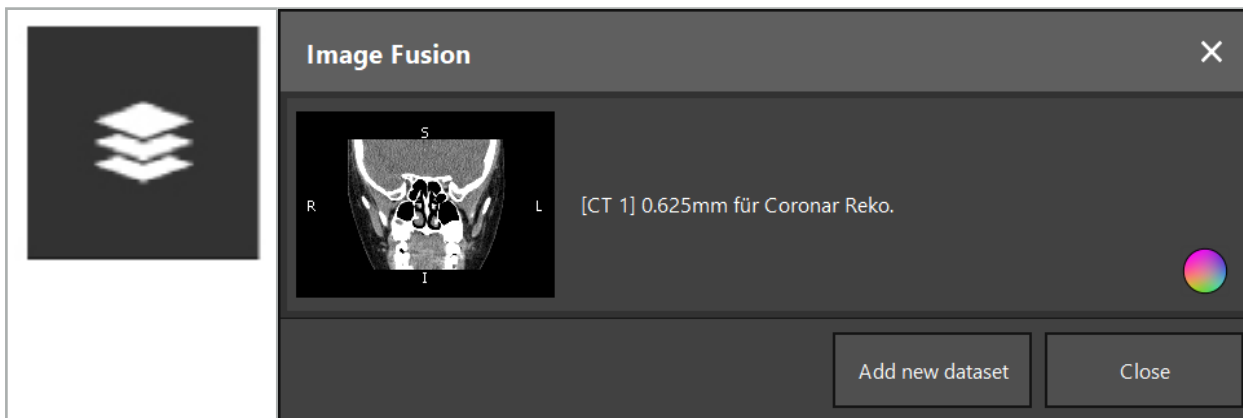 Image Fusion
S
R
L
[CT 1] 0.625mm für Coronar Reko.
I
Add new dataset
Close